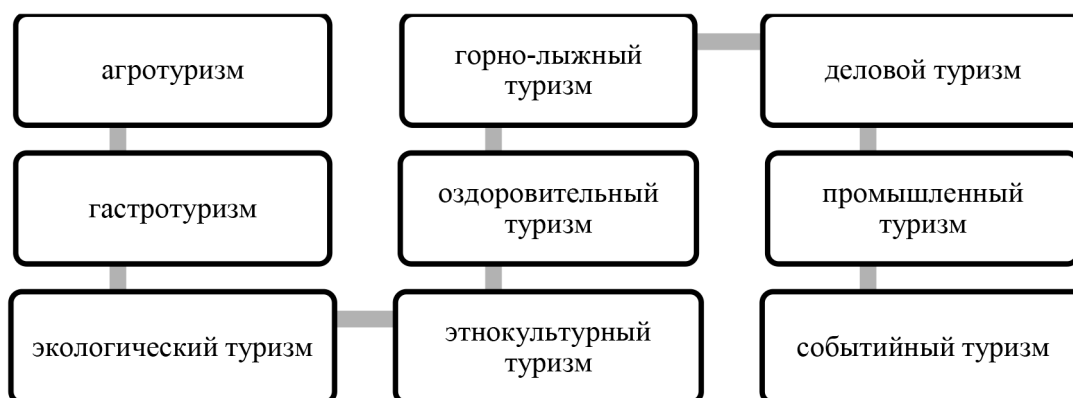 агротуризм
гастротуризм
экологический туризм
горно-лыжный
туризм
оздоровительный
туризм
этнокультурный
туризм
деловой туризм
промышленный
туризм
событийный туризм